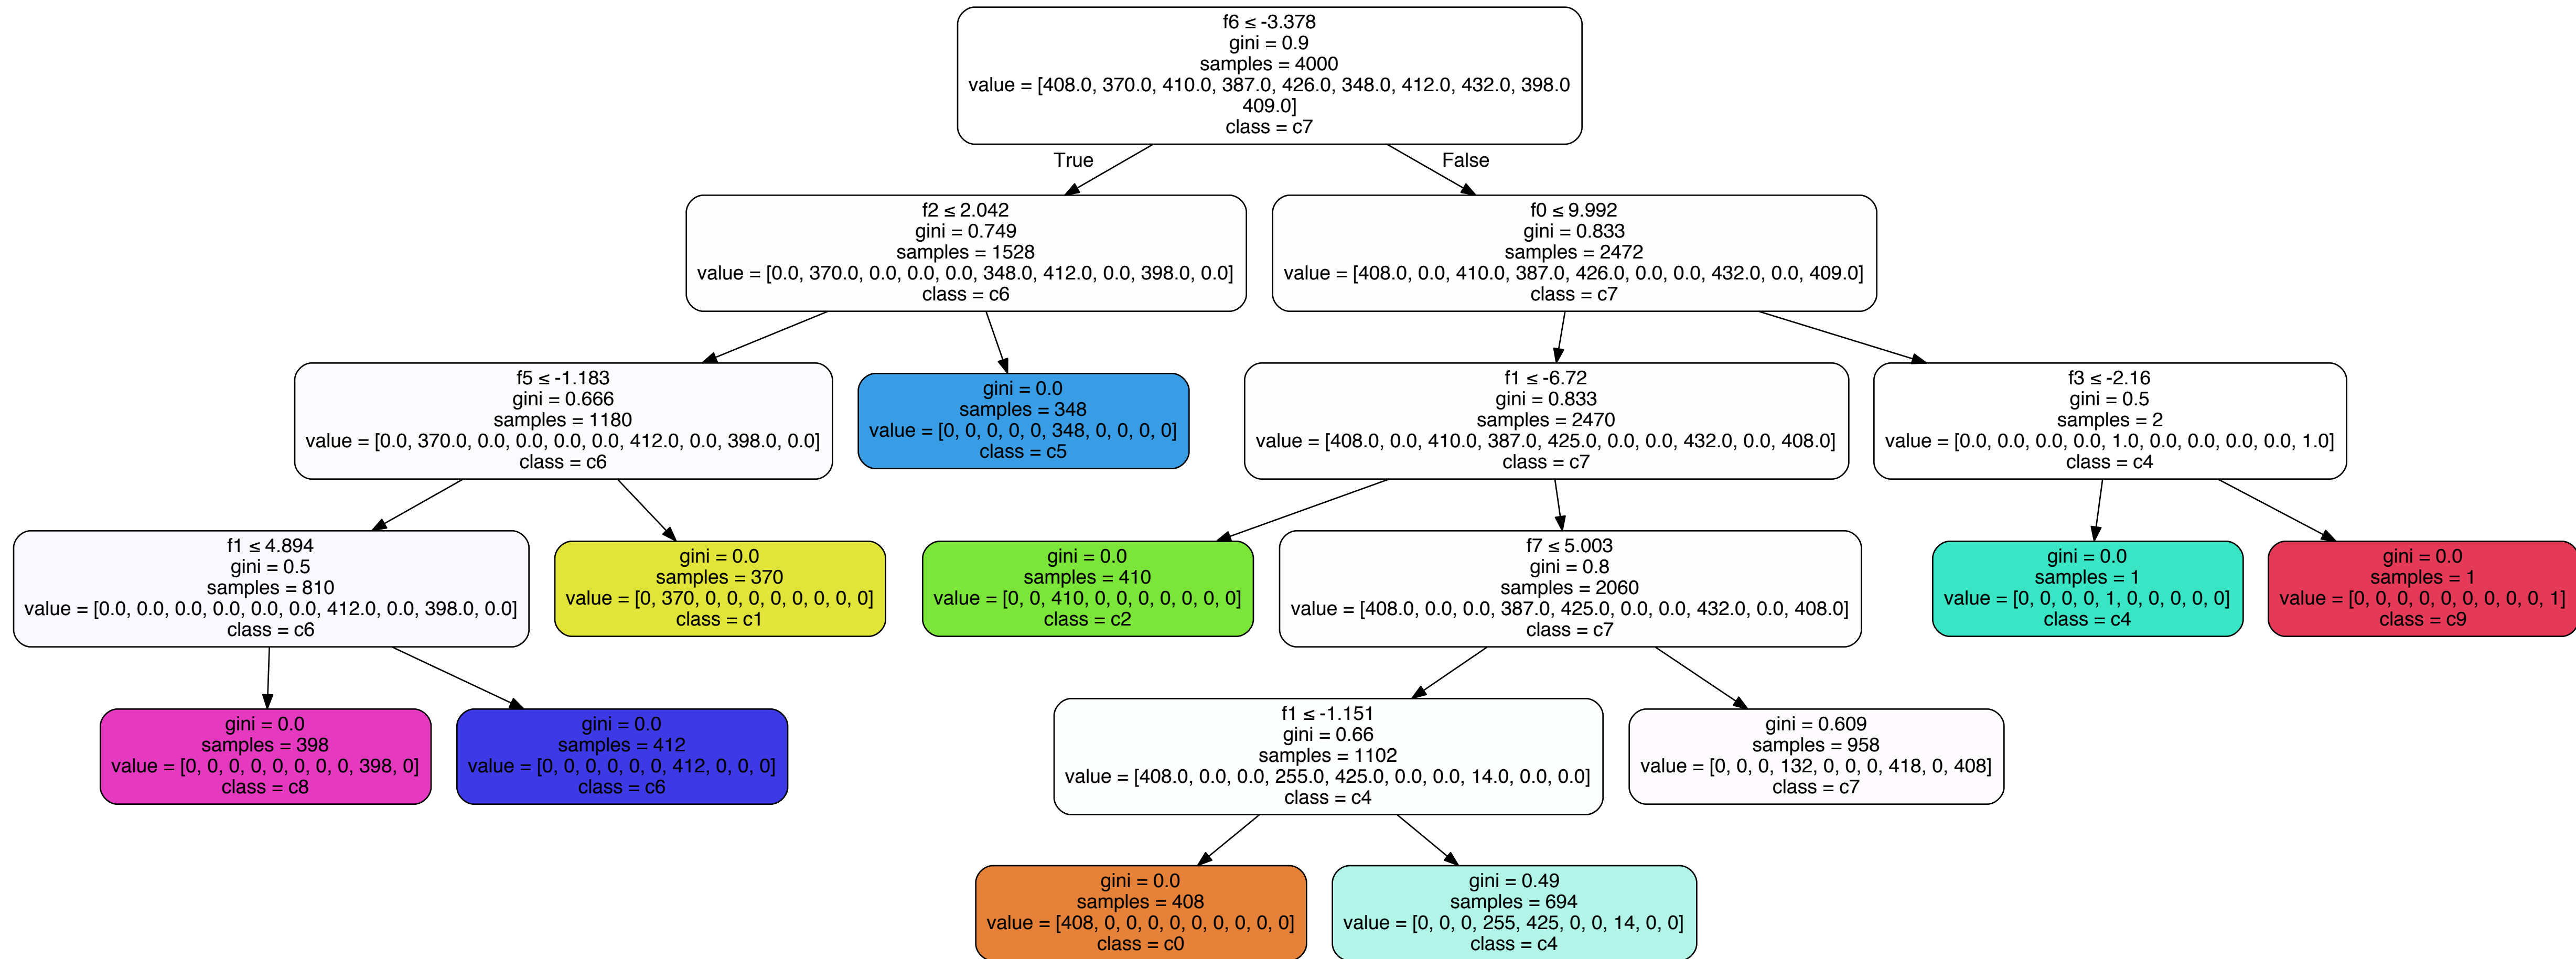 f6 ≤ -3.378
gini = 0.9
samples = 4000
value = [408.0, 370.0, 410.0, 387.0, 426.0, 348.0, 412.0, 432.0, 398.0
409.0]
class = c7
True
False
f2 ≤ 2.042
gini = 0.749
samples = 1528
value = [0.0, 370.0, 0.0, 0.0, 0.0, 348.0, 412.0, 0.0, 398.0, 0.0]
class = c6
f0 ≤ 9.992
gini = 0.833
samples = 2472
value = [408.0, 0.0, 410.0, 387.0, 426.0, 0.0, 0.0, 432.0, 0.0, 409.0]
class = c7
f5 ≤ -1.183
gini = 0.666
samples = 1180
value = [0.0, 370.0, 0.0, 0.0, 0.0, 0.0, 412.0, 0.0, 398.0, 0.0]
class = c6
gini = 0.0
samples = 348
value = [0, 0, 0, 0, 0, 348, 0, 0, 0, 0]
class = c5
f1 ≤ -6.72
gini = 0.833
samples = 2470
value = [408.0, 0.0, 410.0, 387.0, 425.0, 0.0, 0.0, 432.0, 0.0, 408.0]
class = c7
f3 ≤ -2.16
gini = 0.5
samples = 2
value = [0.0, 0.0, 0.0, 0.0, 1.0, 0.0, 0.0, 0.0, 0.0, 1.0]
class = c4
f1 ≤ 4.894
gini = 0.5
samples = 810
value = [0.0, 0.0, 0.0, 0.0, 0.0, 0.0, 412.0, 0.0, 398.0, 0.0]
class = c6
gini = 0.0
samples = 370
value = [0, 370, 0, 0, 0, 0, 0, 0, 0, 0]
class = c1
gini = 0.0
samples = 410
value = [0, 0, 410, 0, 0, 0, 0, 0, 0, 0]
class = c2
f7 ≤ 5.003
gini = 0.8
samples = 2060
value = [408.0, 0.0, 0.0, 387.0, 425.0, 0.0, 0.0, 432.0, 0.0, 408.0]
class = c7
gini = 0.0
samples = 1
value = [0, 0, 0, 0, 1, 0, 0, 0, 0, 0]
class = c4
gini = 0.0
samples = 1
value = [0, 0, 0, 0, 0, 0, 0, 0, 0, 1]
class = c9
gini = 0.0
samples = 398
value = [0, 0, 0, 0, 0, 0, 0, 0, 398, 0]
class = c8
gini = 0.0
samples = 412
value = [0, 0, 0, 0, 0, 0, 412, 0, 0, 0]
class = c6
f1 ≤ -1.151
gini = 0.66
samples = 1102
value = [408.0, 0.0, 0.0, 255.0, 425.0, 0.0, 0.0, 14.0, 0.0, 0.0]
class = c4
gini = 0.609
samples = 958
value = [0, 0, 0, 132, 0, 0, 0, 418, 0, 408]
class = c7
gini = 0.0
samples = 408
value = [408, 0, 0, 0, 0, 0, 0, 0, 0, 0]
class = c0
gini = 0.49
samples = 694
value = [0, 0, 0, 255, 425, 0, 0, 14, 0, 0]
class = c4